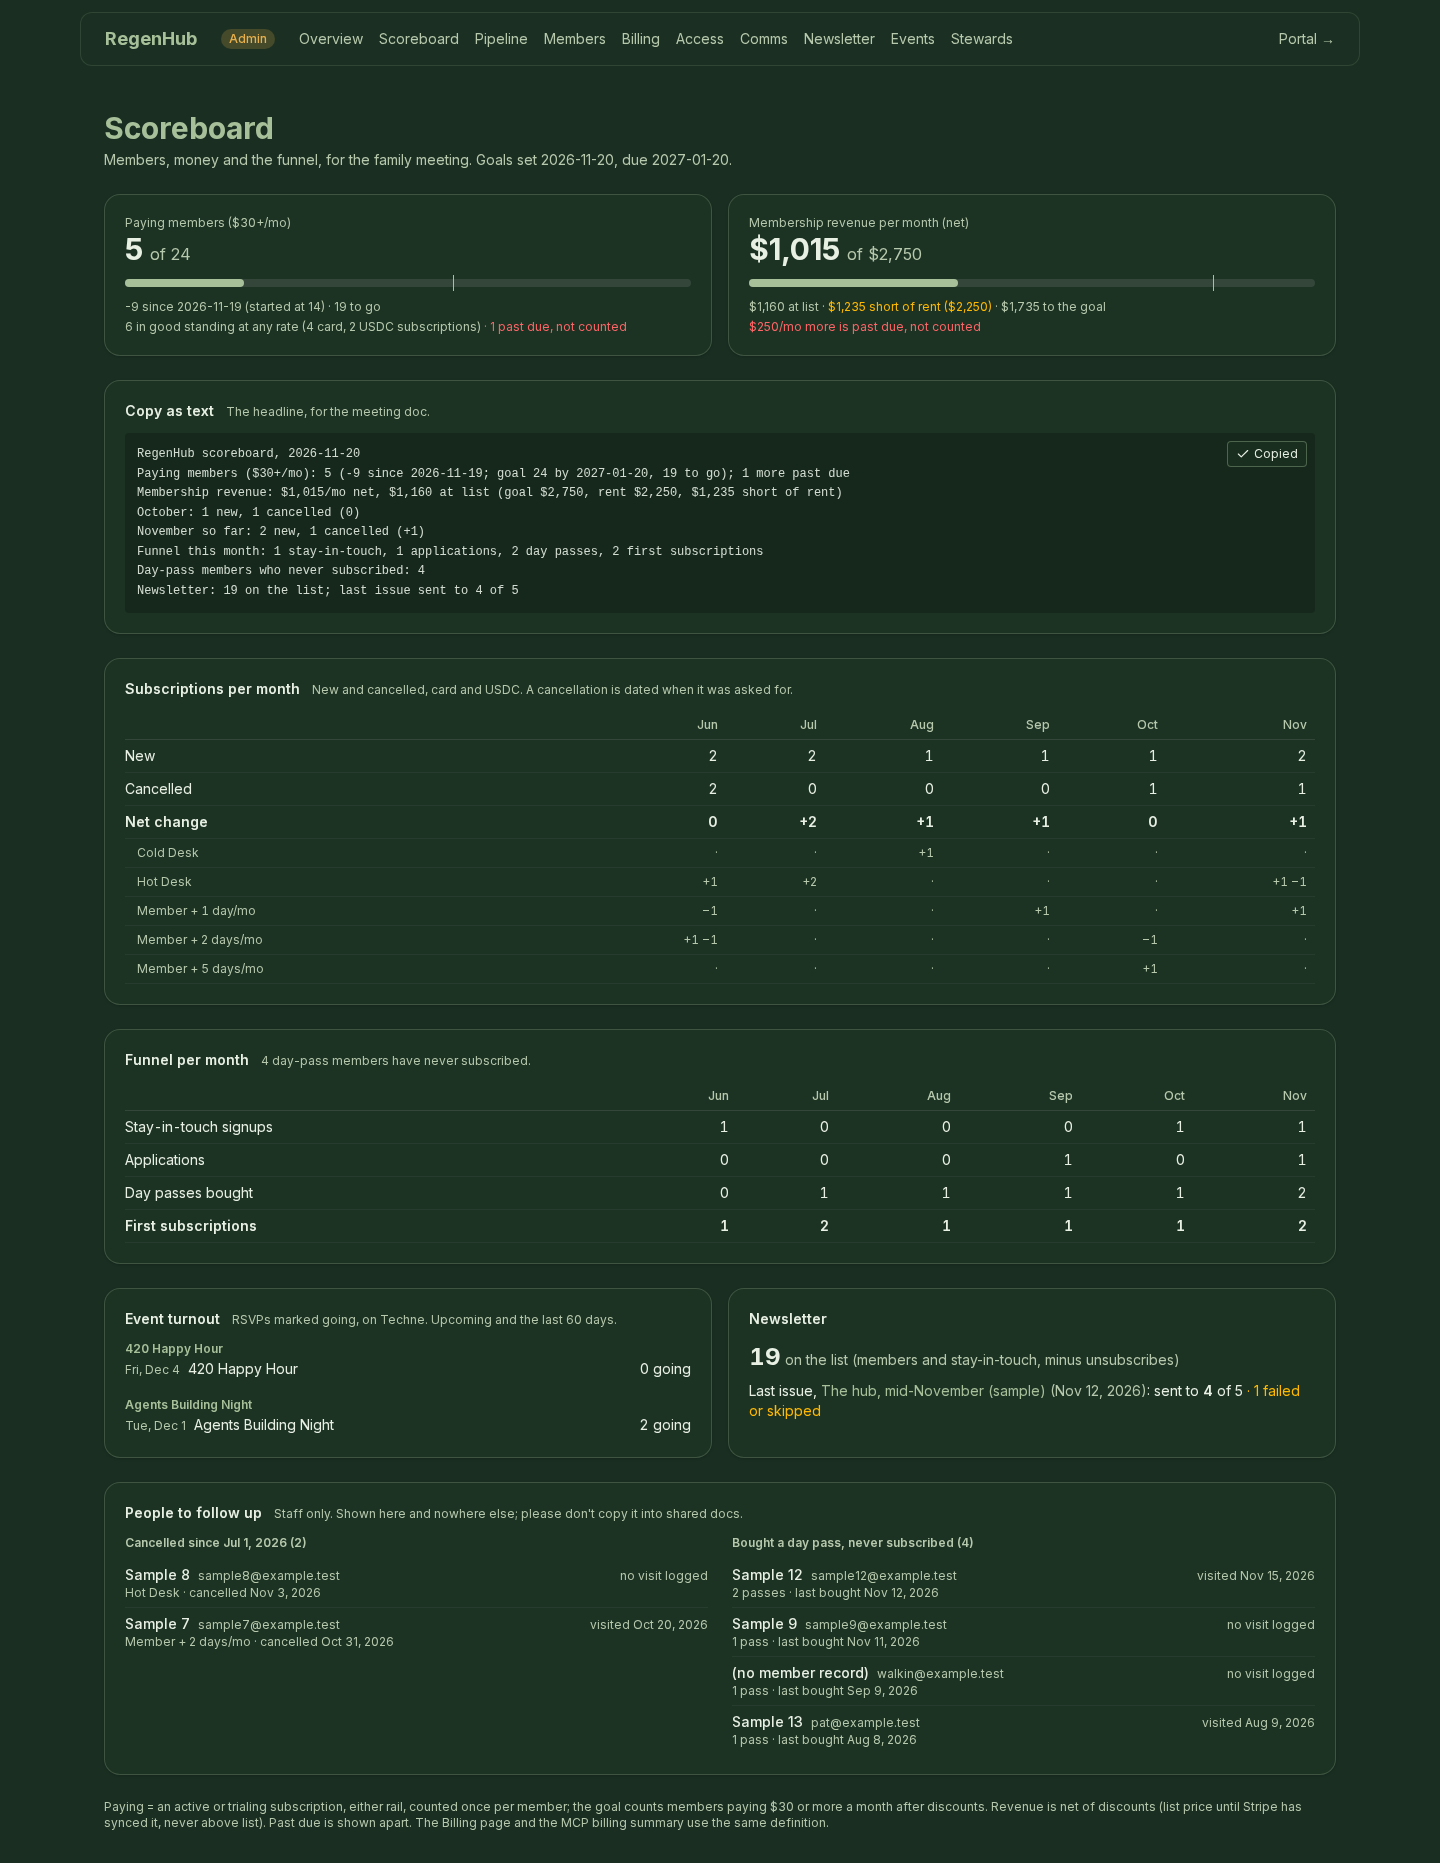 RegenHub Admin Overview Scoreboard Pipeline Members Billing Access Comms Newsletter Events Stewards Portal →
Scoreboard
Members, money and the funnel, for the family meeting. Goals set 2026-11-20, due 2027-01-20.
Paying members ($30+/mo)
5 of 24
-9 since 2026-11-19 (started at 14) · 19 to go
6 in good standing at any rate (4 card, 2 USDC subscriptions) · 1 past due, not counted
Membership revenue per month (net)
$1,015 of $2,750
$1,160 at list · $1,235 short of rent ($2,250) · $1,735 to the goal
$250/mo more is past due, not counted
Copy as text The headline, for the meeting doc.
Copied
RegenHub scoreboard, 2026-11-20
Paying members ($30+/mo): 5 (-9 since 2026-11-19; goal 24 by 2027-01-20, 19 to go); 1 more past due
Membership revenue: $1,015/mo net, $1,160 at list (goal $2,750, rent $2,250, $1,235 short of rent)
October: 1 new, 1 cancelled (0)
November so far: 2 new, 1 cancelled (+1)
Funnel this month: 1 stay-in-touch, 1 applications, 2 day passes, 2 first subscriptions
Day-pass members who never subscribed: 4
Newsletter: 19 on the list; last issue sent to 4 of 5
Subscriptions per month New and cancelled, card and USDC. A cancellation is dated when it was asked for.
Jun Jul Aug Sep Oct Nov
New 2 2 1 1 1 2
Cancelled 2 0 0 0 1 1
Net change 0 +2 +1 +1 0 +1
Cold Desk · · +1 · · ·
Hot Desk +1 +2 · · · +1 −1
Member + 1 day/mo −1 · · +1 · +1
Member + 2 days/mo +1 −1 · · · −1 ·
Member + 5 days/mo · · · · +1 ·
Funnel per month 4 day-pass members have never subscribed.
Jun Jul Aug Sep Oct Nov
Stay-in-touch signups 1 0 0 0 1 1
Applications 0 0 0 1 0 1
Day passes bought 0 1 1 1 1 2
First subscriptions 1 2 1 1 1 2
Event turnout RSVPs marked going, on Techne. Upcoming and the last 60 days.
420 Happy Hour
Fri, Dec 4 420 Happy Hour 0 going
Agents Building Night
Tue, Dec 1 Agents Building Night 2 going
Newsletter
19 on the list (members and stay-in-touch, minus unsubscribes)
Last issue, The hub, mid-November (sample) (Nov 12, 2026): sent to 4 of 5 · 1 failed
or skipped
People to follow up Staff only. Shown here and nowhere else; please don't copy it into shared docs.
Cancelled since Jul 1, 2026 (2)
Sample 8 sample8@example.test no visit logged
Hot Desk · cancelled Nov 3, 2026
Sample 7 sample7@example.test visited Oct 20, 2026
Member + 2 days/mo · cancelled Oct 31, 2026
Bought a day pass, never subscribed (4)
Sample 12 sample12@example.test visited Nov 15, 2026
2 passes · last bought Nov 12, 2026
Sample 9 sample9@example.test no visit logged
1 pass · last bought Nov 11, 2026
(no member record) walkin@example.test no visit logged
1 pass · last bought Sep 9, 2026
Sample 13 pat@example.test visited Aug 9, 2026
1 pass · last bought Aug 8, 2026
Paying = an active or trialing subscription, either rail, counted once per member; the goal counts members paying $30 or more a month after discounts. Revenue is net of discounts (list price until Stripe has
synced it, never above list). Past due is shown apart. The Billing page and the MCP billing summary use the same definition.